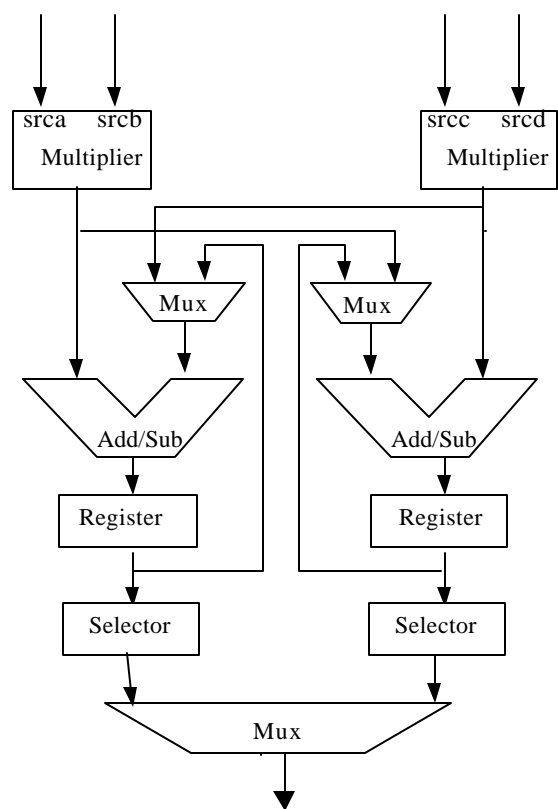 srca srcb srcc srcd
Multiplier Multiplier
Mux Mux
Add/Sub Add/Sub
Register Register
Selector Selector
Mux